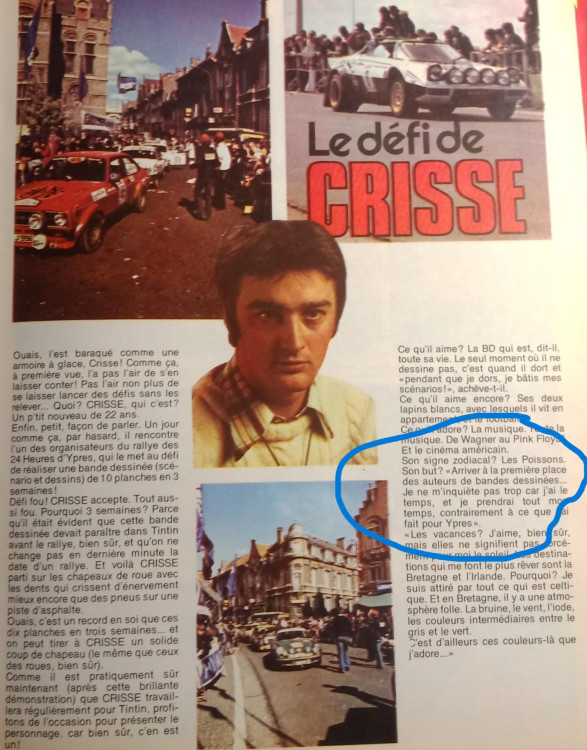 Le défi de
CRISSE
Ouais, l'est baraqué comme une
armoire à glace, Crisse! Comme ça,
à première vue, l'a pas l'air de s'en
laisser conter! Pas l'air non plus de
se laisser lancer des défis sans les
relever... Quoi? CRISSE, qui c'est?
Un p'tit nouveau de 22 ans.
Enfin, petit, façon de parler. Un jour
comme ça, par hasard, il rencontre
l'un des organisateurs du rallye des
24 Heures d'Ypres, qui le met au défi
de réaliser une bande dessinée (scé-
nario et dessins) de 10 planches en 3
semaines!
Défi fou! CRISSE accepte. Tout aus-
si fou. Pourquoi 3 semaines? Parce
qu'il était évident que cette bande
dessinée devait paraître dans Tintin
avant le rallye, bien sûr, et qu'on ne
change pas en dernière minute la
date d'un rallye. Et voilà CRISSE
parti sur les chapeaux de roue avec
les dents qui crissent d'énervement
mieux encore que des pneus sur une
piste d'asphalte.
Ouais, c'est un record en soi que ces
dix planches en trois semaines... et
on peut tirer à CRISSE un solide
coup de chapeau (le même que ceux
des roues, bien sûr).
Comme il est pratiquement sûr
maintenant (après cette brillante
démonstration) que CRISSE travail-
lera régulièrement pour Tintin, profi-
tons de l'occasion pour présenter le
personnage, car bien sûr, c'en est
un!
Ce qu'il aime? La BD qui est, dit-il,
toute sa vie. Le seul moment où il ne
dessine pas, c'est quand il dort et
«pendant que je dors, je bâtis mes
scénarios!», achève-t-il.
Ce qu'il aime encore? Ses deux
lapins blancs, avec lesquels il vit en
appartement et le football.
Ce qu'il adore? La musique. Toute la
musique. De Wagner au Pink Floyd.
Et le cinéma américain.
Son signe zodiacal? Les Poissons.
Son but? «Arriver à la première place
des auteurs de bandes dessinées...
Je ne m'inquiète pas trop car j'ai le
temps, et je prendrai tout mon
temps, contrairement à ce que j'ai
fait pour Ypres».
«Les vacances? J'aime, bien sûr,
mais elles ne signifient pas forcé-
ment pour moi le soleil. Les destina-
tions qui me font le plus rêver sont la
Bretagne et l'Irlande. Pourquoi? Je
suis attiré par tout ce qui est celti-
que. Et en Bretagne, il y a une atmo-
sphère folle. La bruine, le vent, l'iode,
les couleurs intermédiaires entre le
gris et le vert.
C'est d'ailleurs ces couleurs-là que
j'adore...»